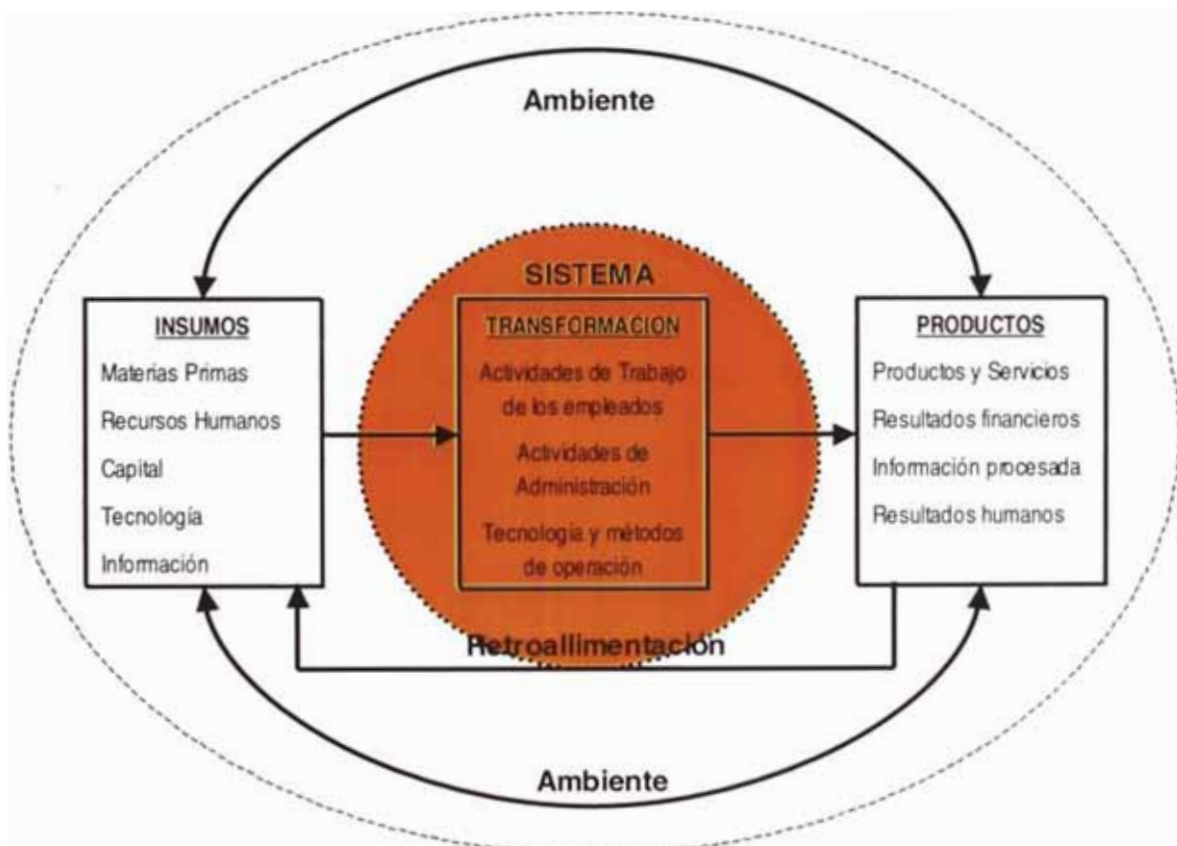 Ambiente
SISTEMA
INSUMOS
Materias Primas
Recursos Humanos
Capital
Tecnología
Información
TRANSFORMACION
Actividades de Trabajo
de los empleados
Actividades de
Administración
Tecnología y métodos
de operación
PRODUCTOS
Productos y Servicios
Resultados financieros
Información procesada
Resultados humanos
Retroallimentación
Ambiente